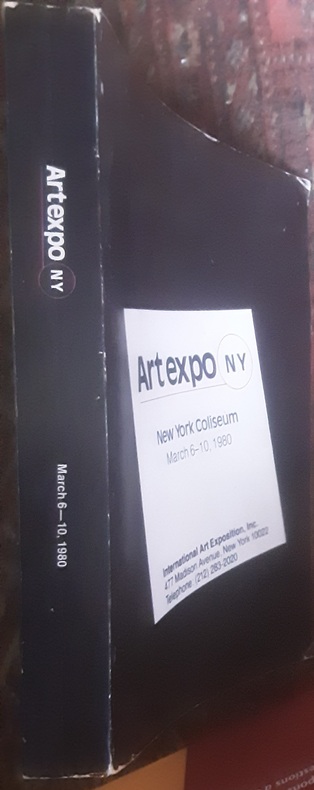 Artexpo NY
March 6—10, 1980
Artexpo NY
New York Coliseum
March 6-10, 1980
International Art Exposition, Inc.
477 Madison Avenue, New York 10022
Telephone (212) 283-2020